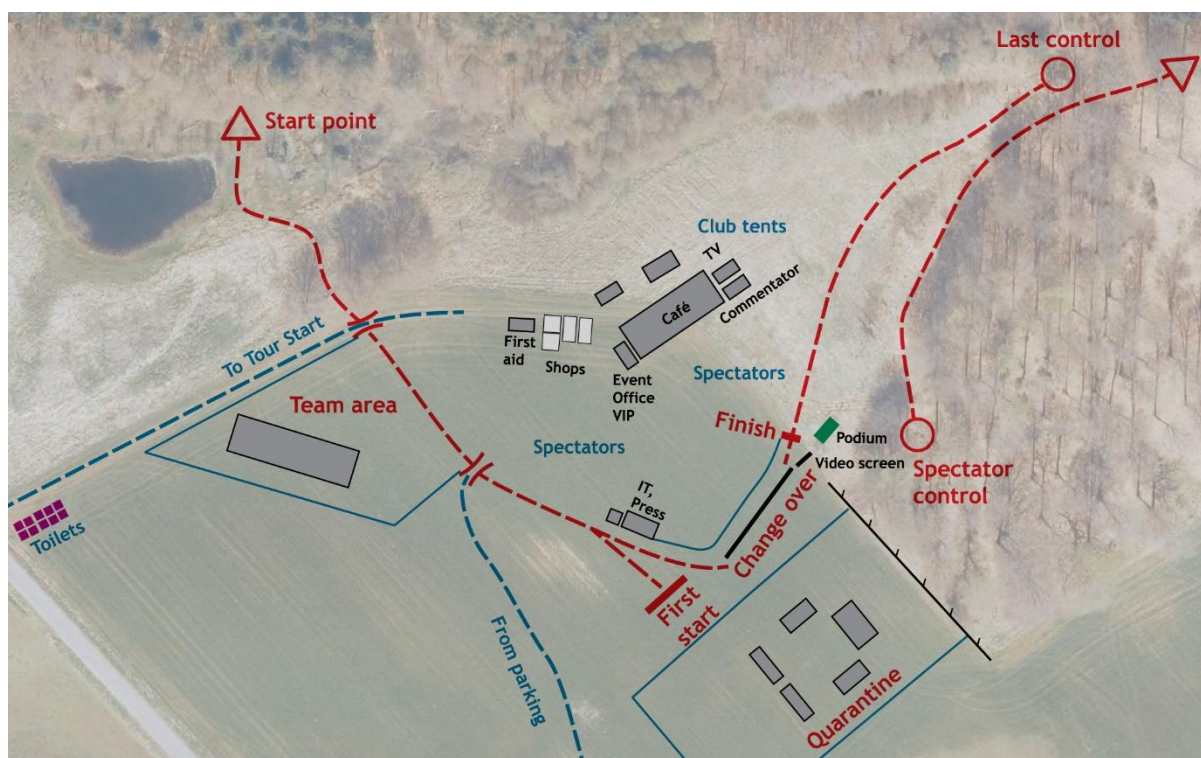 Last control
Start point
Club tents
TV
Commentator
Café
To Tour Start
First
aid
Shops
Event
Office
VIP
Spectators
Team area
Finish
Podium
Spectators
Video screen
Spectator
control
IT,
Press
Change over
Toilets
First
start
From parking
Quarantine